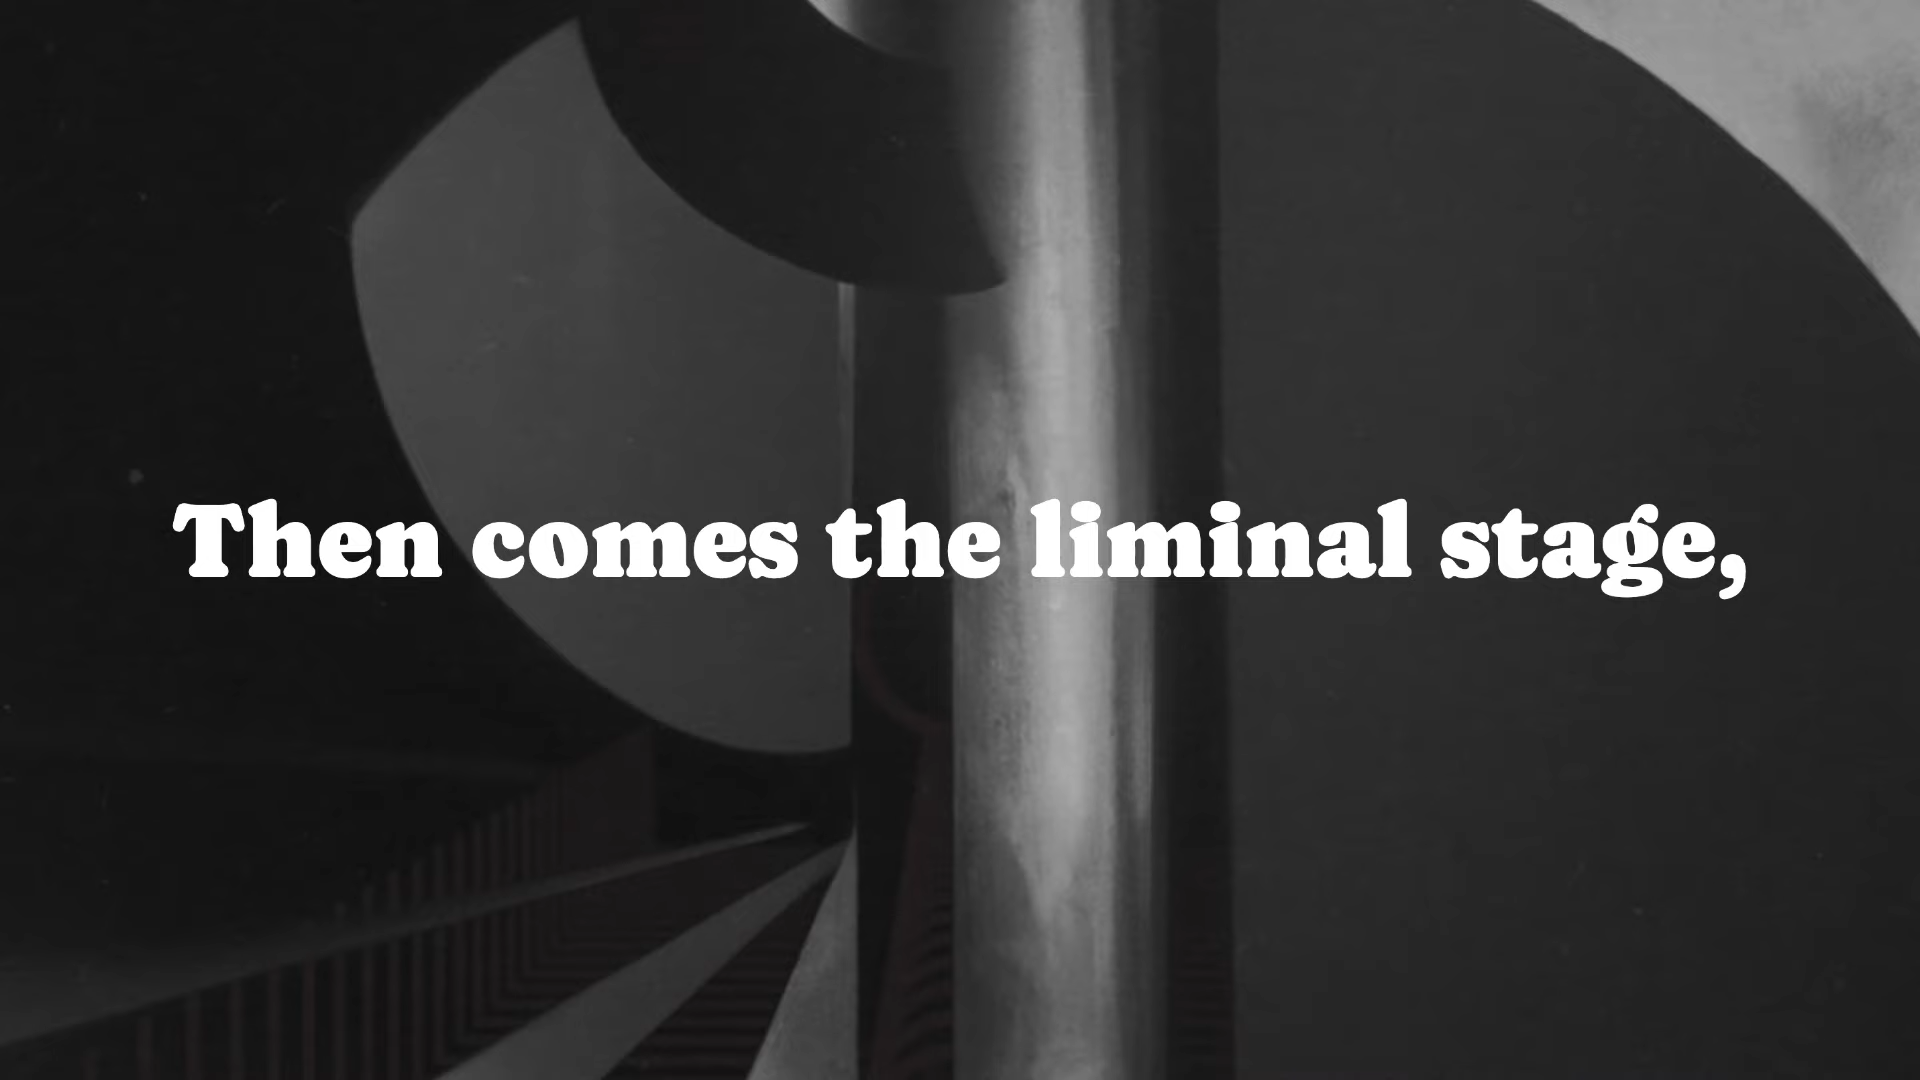 Then comes the liminal stage,